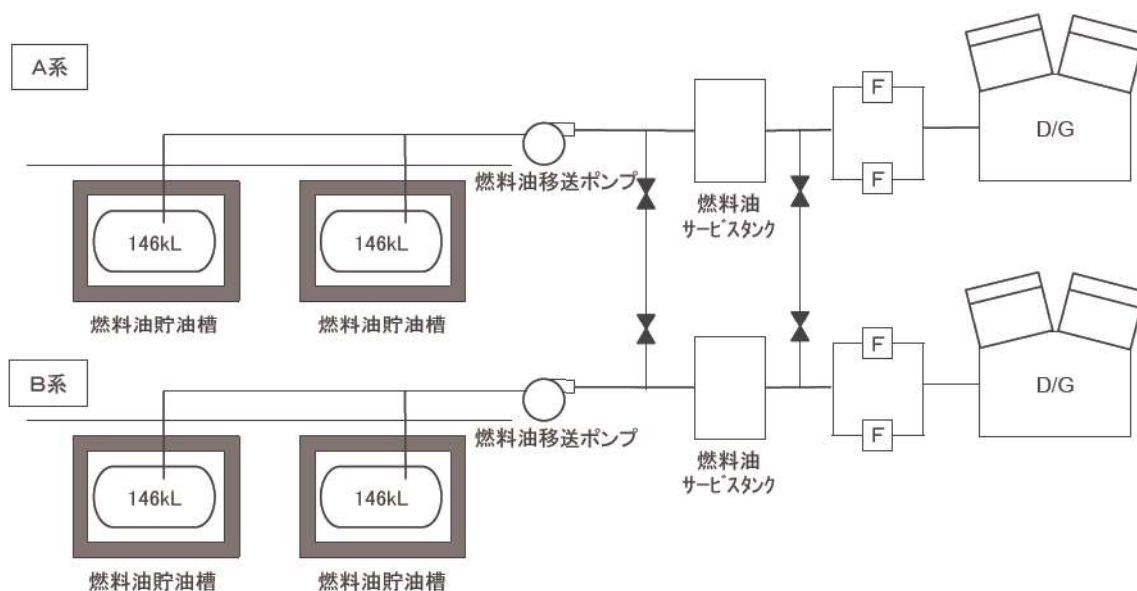 A系
F
D/G
F
燃料油移送ポンプ
燃料油
サービスタンク
146kL
146kL
燃料油貯油槽
燃料油貯油槽
B系
F
D/G
F
燃料油移送ポンプ
燃料油
サービスタンク
146kL
146kL
燃料油貯油槽
燃料油貯油槽